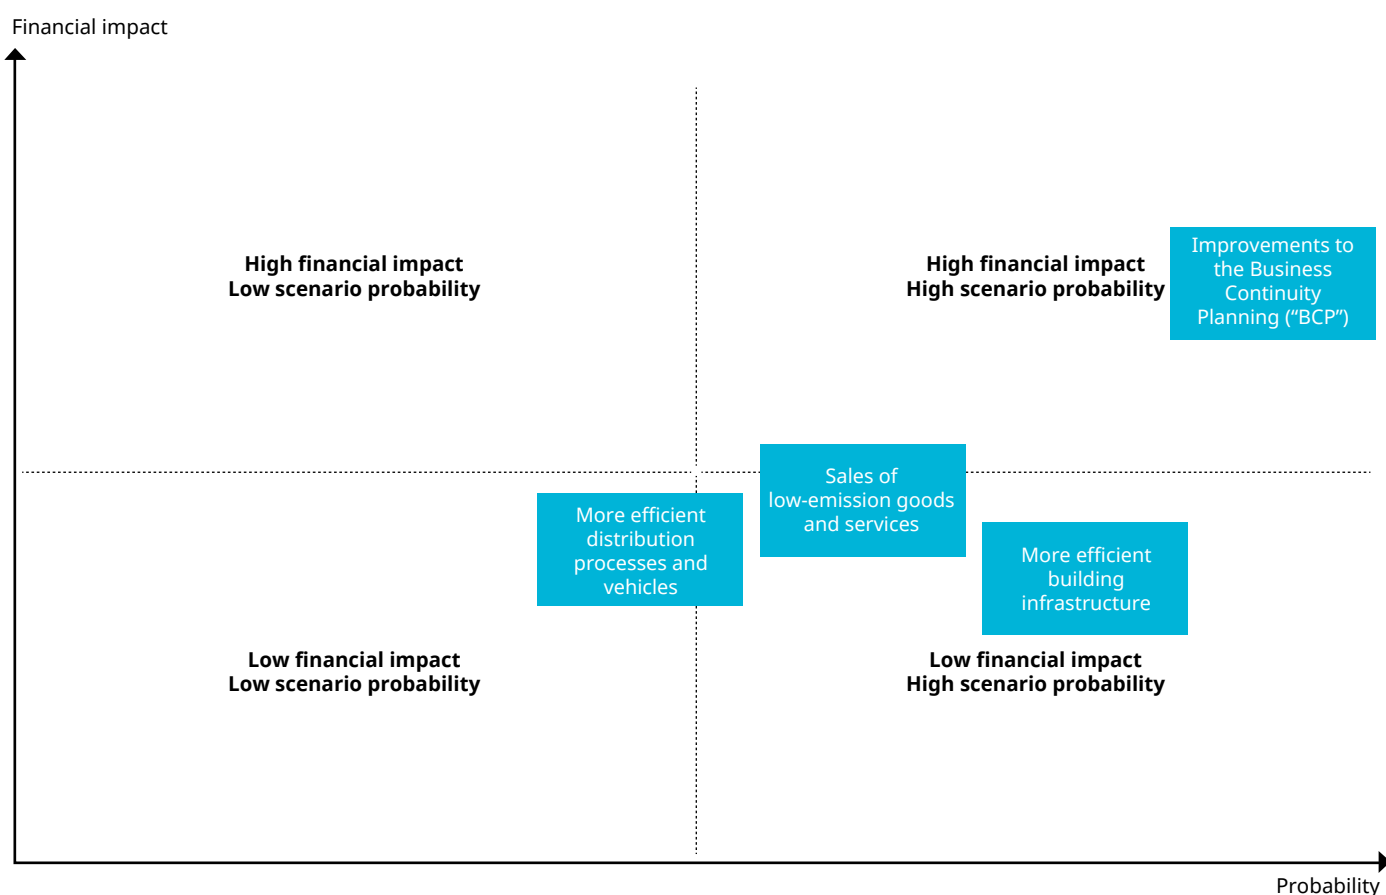 Financial impact
High financial impact
Low scenario probability
High financial impact
High scenario probability
Improvements to
the Business
Continuity
Planning (“BCP”)
Sales of
low-emission goods
and services
More efficient
distribution
processes and
vehicles
More efficient
building
infrastructure
Low financial impact
Low scenario probability
Low financial impact
High scenario probability
Probability